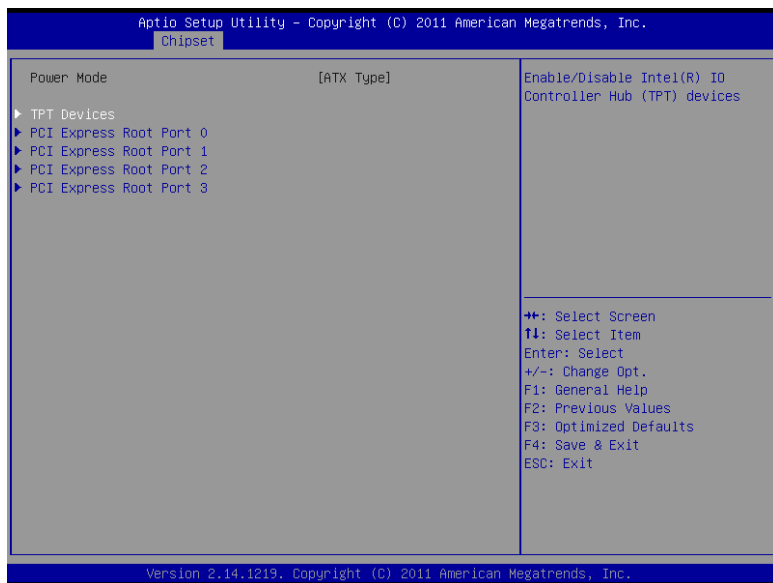 Aptio Setup Utility – Copyright (C) 2011 American Megatrends, Inc.
Chipset
Power Mode [ATX Type]
▶ TPT Devices
▶ PCI Express Root Port 0
▶ PCI Express Root Port 1
▶ PCI Express Root Port 2
▶ PCI Express Root Port 3
Enable/Disable Intel(R) IO
Controller Hub (TPT) devices
→←: Select Screen
↑↓: Select Item
Enter: Select
+/-: Change Opt.
F1: General Help
F2: Previous Values
F3: Optimized Defaults
F4: Save & Exit
ESC: Exit
Version 2.14.1219. Copyright (C) 2011 American Megatrends, Inc.